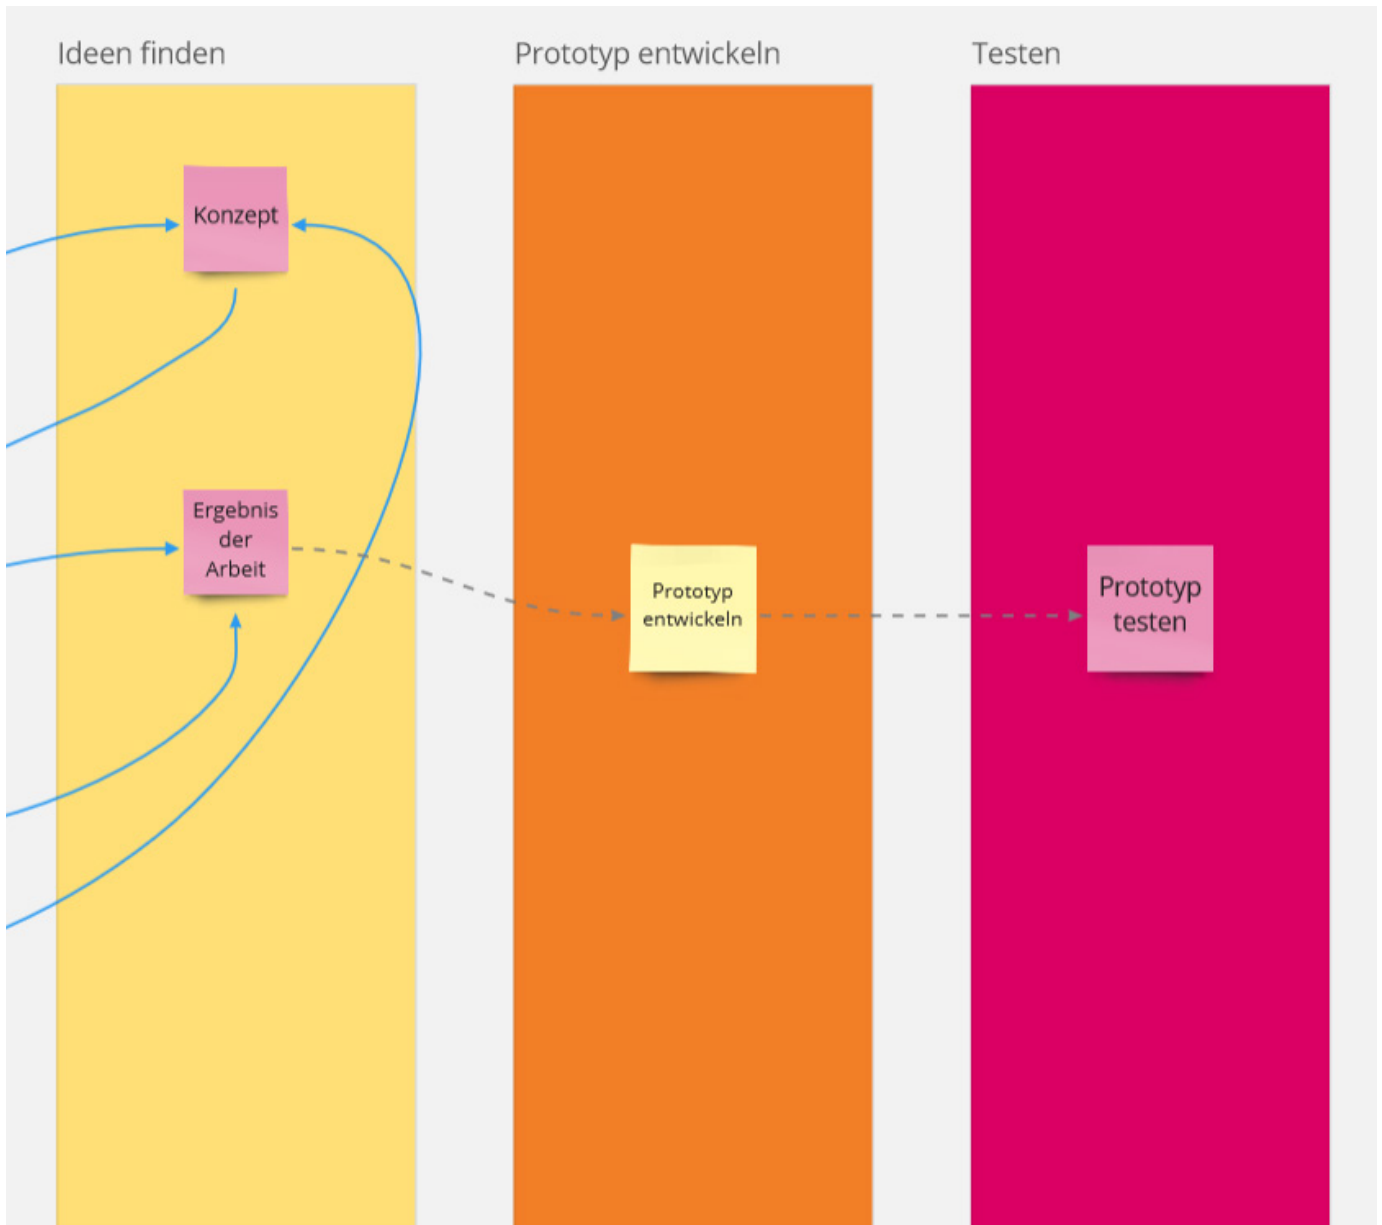 Ideen finden
Prototyp entwickeln
Testen
Konzept
Ergebnis
der
Arbeit
Prototyp
entwickeln
Prototyp
testen